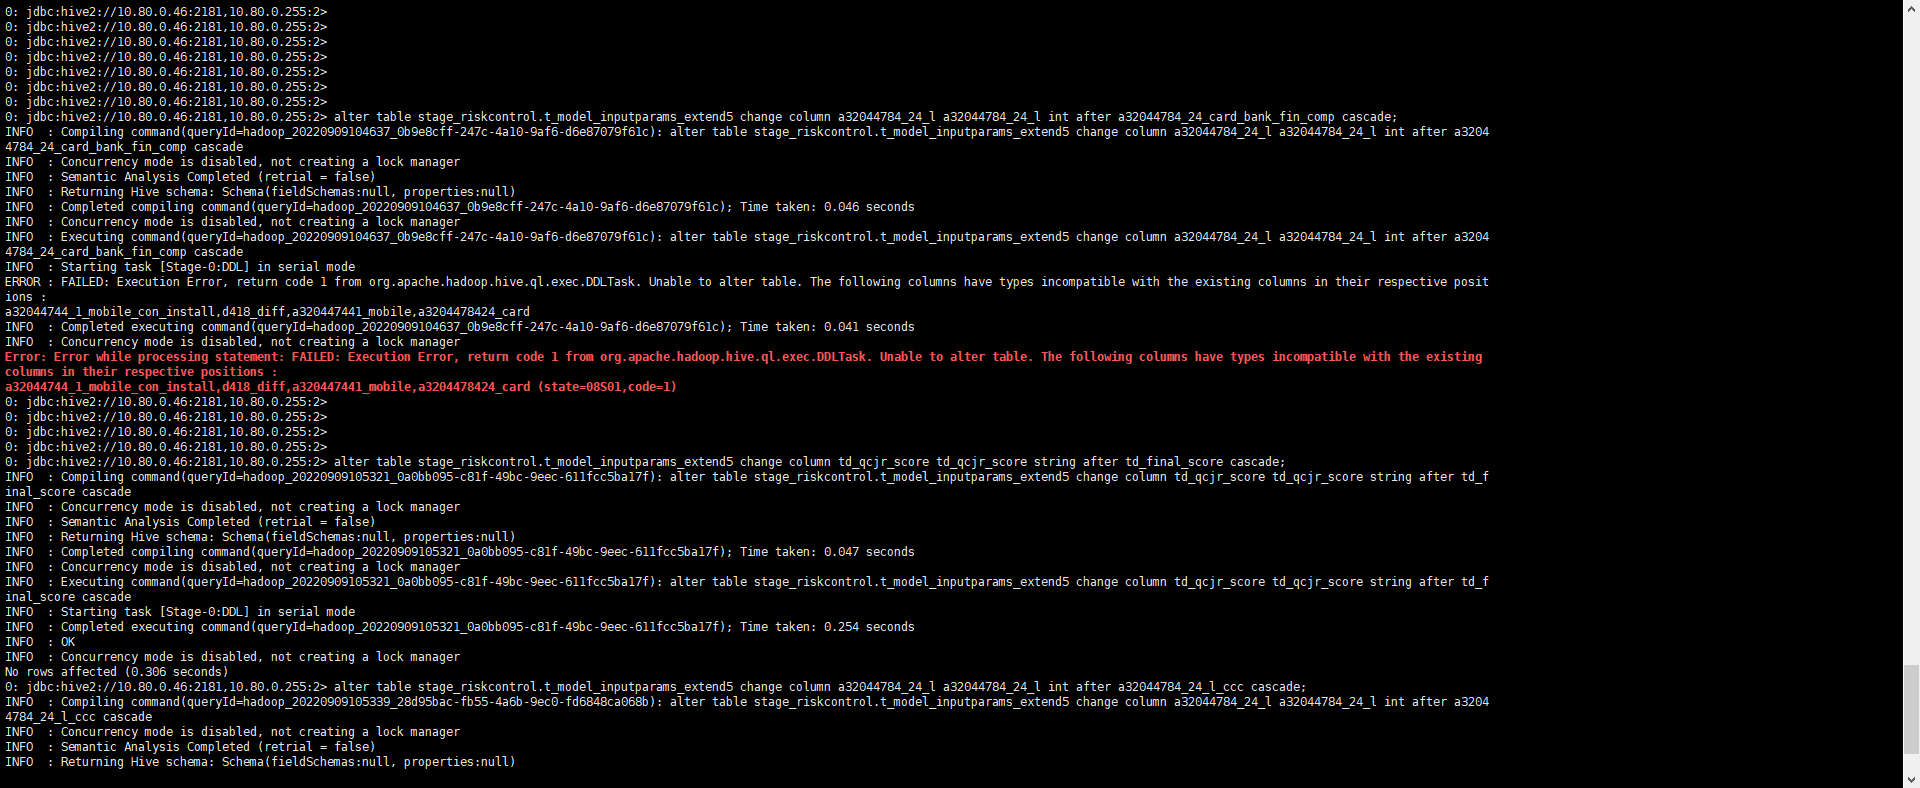 0: jdbc:hive2://10.80.0.46:2181,10.80.0.255:2>
0: jdbc:hive2://10.80.0.46:2181,10.80.0.255:2>
0: jdbc:hive2://10.80.0.46:2181,10.80.0.255:2>
0: jdbc:hive2://10.80.0.46:2181,10.80.0.255:2>
0: jdbc:hive2://10.80.0.46:2181,10.80.0.255:2>
0: jdbc:hive2://10.80.0.46:2181,10.80.0.255:2>
0: jdbc:hive2://10.80.0.46:2181,10.80.0.255:2>
0: jdbc:hive2://10.80.0.46:2181,10.80.0.255:2> alter table stage_riskcontrol.t_model_inputparams_extend5 change column a32044784_24_l a32044784_24_l int after a32044784_24_card_bank_fin_comp cascade;
INFO  : Compiling command(queryId=hadoop_20220909104637_0b9e8cff-247c-4a10-9af6-d6e87079f61c): alter table stage_riskcontrol.t_model_inputparams_extend5 change column a32044784_24_l a32044784_24_l int after a3204
4784_24_card_bank_fin_comp cascade
INFO  : Concurrency mode is disabled, not creating a lock manager
INFO  : Semantic Analysis Completed (retrial = false)
INFO  : Returning Hive schema: Schema(fieldSchemas:null, properties:null)
INFO  : Completed compiling command(queryId=hadoop_20220909104637_0b9e8cff-247c-4a10-9af6-d6e87079f61c); Time taken: 0.046 seconds
INFO  : Concurrency mode is disabled, not creating a lock manager
INFO  : Executing command(queryId=hadoop_20220909104637_0b9e8cff-247c-4a10-9af6-d6e87079f61c): alter table stage_riskcontrol.t_model_inputparams_extend5 change column a32044784_24_l a32044784_24_l int after a3204
4784_24_card_bank_fin_comp cascade
INFO  : Starting task [Stage-0:DDL] in serial mode
ERROR : FAILED: Execution Error, return code 1 from org.apache.hadoop.hive.ql.exec.DDLTask. Unable to alter table. The following columns have types incompatible with the existing columns in their respective posit
ions :
a32044744_1_mobile_con_install,d418_diff,a320447441_mobile,a3204478424_card
INFO  : Completed executing command(queryId=hadoop_20220909104637_0b9e8cff-247c-4a10-9af6-d6e87079f61c); Time taken: 0.041 seconds
INFO  : Concurrency mode is disabled, not creating a lock manager
Error: Error while processing statement: FAILED: Execution Error, return code 1 from org.apache.hadoop.hive.ql.exec.DDLTask. Unable to alter table. The following columns have types incompatible with the existing
columns in their respective positions :
a32044744_1_mobile_con_install,d418_diff,a320447441_mobile,a3204478424_card (state=08S01,code=1)
0: jdbc:hive2://10.80.0.46:2181,10.80.0.255:2>
0: jdbc:hive2://10.80.0.46:2181,10.80.0.255:2>
0: jdbc:hive2://10.80.0.46:2181,10.80.0.255:2>
0: jdbc:hive2://10.80.0.46:2181,10.80.0.255:2>
0: jdbc:hive2://10.80.0.46:2181,10.80.0.255:2> alter table stage_riskcontrol.t_model_inputparams_extend5 change column td_qcjr_score td_qcjr_score string after td_final_score cascade;
INFO  : Compiling command(queryId=hadoop_20220909105321_0a0bb095-c81f-49bc-9eec-611fcc5ba17f): alter table stage_riskcontrol.t_model_inputparams_extend5 change column td_qcjr_score td_qcjr_score string after td_f
inal_score cascade
INFO  : Concurrency mode is disabled, not creating a lock manager
INFO  : Semantic Analysis Completed (retrial = false)
INFO  : Returning Hive schema: Schema(fieldSchemas:null, properties:null)
INFO  : Completed compiling command(queryId=hadoop_20220909105321_0a0bb095-c81f-49bc-9eec-611fcc5ba17f); Time taken: 0.047 seconds
INFO  : Concurrency mode is disabled, not creating a lock manager
INFO  : Executing command(queryId=hadoop_20220909105321_0a0bb095-c81f-49bc-9eec-611fcc5ba17f): alter table stage_riskcontrol.t_model_inputparams_extend5 change column td_qcjr_score td_qcjr_score string after td_f
inal_score cascade
INFO  : Starting task [Stage-0:DDL] in serial mode
INFO  : Completed executing command(queryId=hadoop_20220909105321_0a0bb095-c81f-49bc-9eec-611fcc5ba17f); Time taken: 0.254 seconds
INFO  : OK
INFO  : Concurrency mode is disabled, not creating a lock manager
No rows affected (0.306 seconds)
0: jdbc:hive2://10.80.0.46:2181,10.80.0.255:2> alter table stage_riskcontrol.t_model_inputparams_extend5 change column a32044784_24_l a32044784_24_l int after a32044784_24_l_ccc cascade;
INFO  : Compiling command(queryId=hadoop_20220909105339_28d95bac-fb55-4a6b-9ec0-fd6848ca068b): alter table stage_riskcontrol.t_model_inputparams_extend5 change column a32044784_24_l a32044784_24_l int after a3204
4784_24_l_ccc cascade
INFO  : Concurrency mode is disabled, not creating a lock manager
INFO  : Semantic Analysis Completed (retrial = false)
INFO  : Returning Hive schema: Schema(fieldSchemas:null, properties:null)